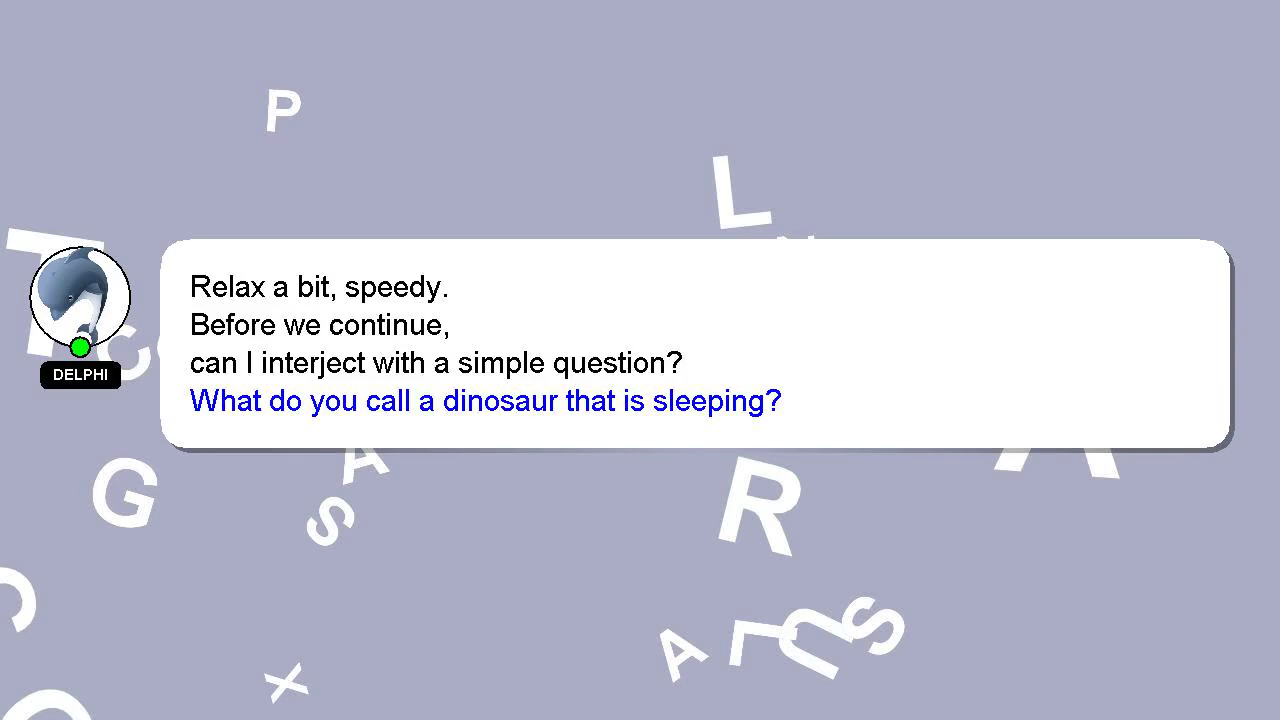 P
L
DELPHI
Relax a bit, speedy.
Before we continue,
can I interject with a simple question?
What do you call a dinosaur that is sleeping?
G
A
S
R
C
A
L
U
S
X